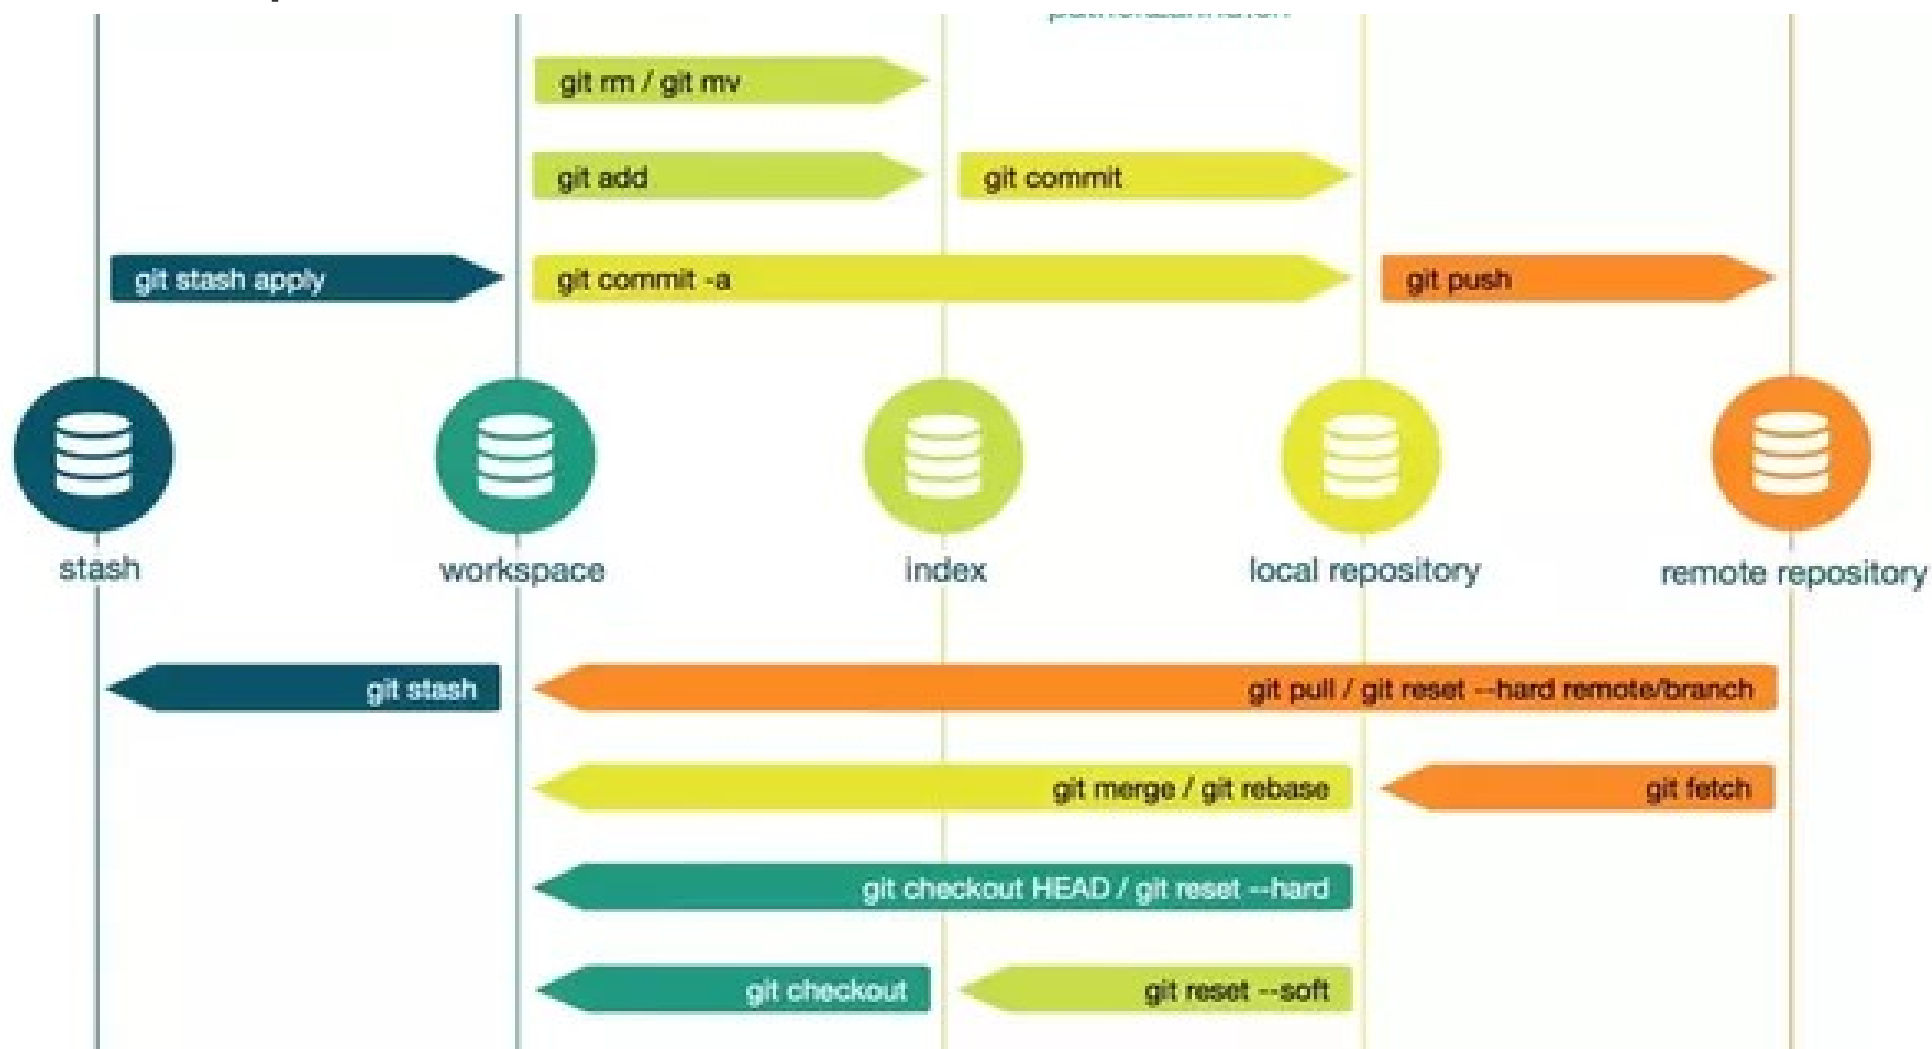 git rm / git mv
git add
git commit
git stash apply
git commit -a
git push
stash
workspace
index
local repository
remote repository
git stash
git pull / git reset --hard remote/branch
git merge / git rebase
git fetch
git checkout HEAD / git reset --hard
git checkout
git reset --soft